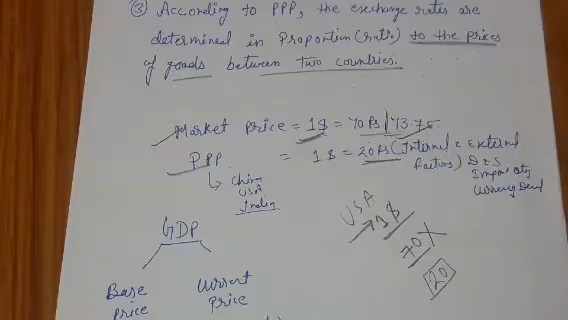 ③ According to PPP, the exchange rates are
determined in Proportion (ratio) to the prices
of goods between two countries.
Market Price = 1$ = 70 Rs | 73.75
PPP = 1$ = 20 Rs (Internal & External
factors) D & S
Import
Currency
China
USA
India
GDP
Base
Price
Current
Price
USA
→ 1$
70 X
20